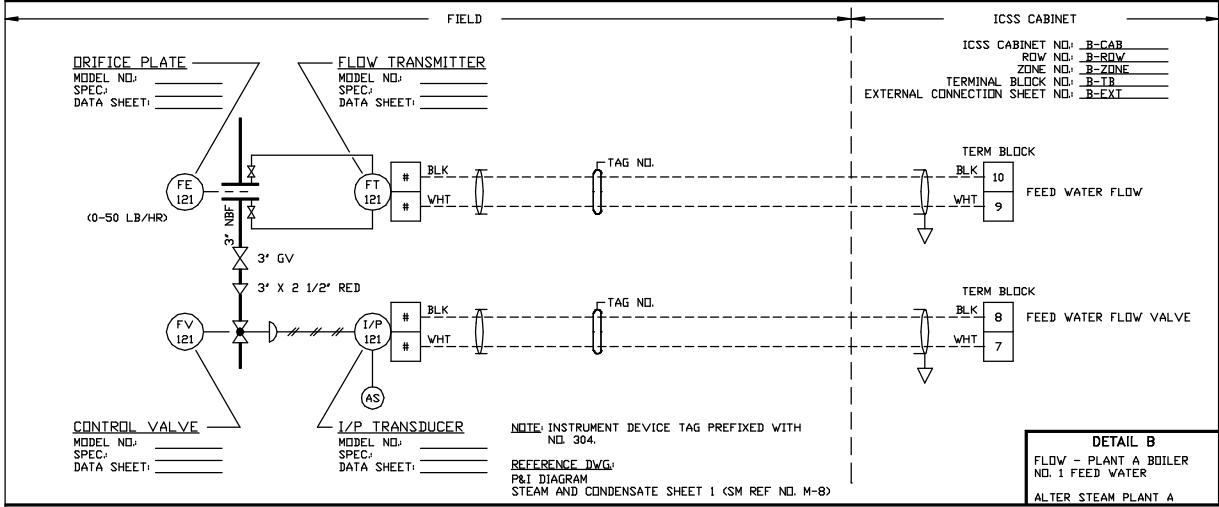 FIELD
ICSS CABINET
ICSS CABINET NO.: B-CAB
ROW NO.: B-ROW
ZONE NO.: B-ZONE
TERMINAL BLOCK NO.: B-TB
EXTERNAL CONNECTION SHEET NO.: B-EXT
ORIFICE PLATE
MODEL NO.:
SPEC.:
DATA SHEET:
FLOW TRANSMITTER
MODEL NO.:
SPEC.:
DATA SHEET:
FE
121
(0-50 LB/HR)
3" NBF
FT
121
#
#
BLK
WHT
TAG NO.
TERM BLOCK
BLK
WHT
10
9
FEED WATER FLOW
3" GV
3" X 2 1/2" RED
FV
121
I/P
121
AS
#
#
BLK
WHT
TAG NO.
TERM BLOCK
BLK
WHT
8
7
FEED WATER FLOW VALVE
CONTROL VALVE
MODEL NO.:
SPEC.:
DATA SHEET:
I/P TRANSDUCER
MODEL NO.:
SPEC.:
DATA SHEET:
NOTE: INSTRUMENT DEVICE TAG PREFIXED WITH
NO. 304.
REFERENCE DWG:
P&I DIAGRAM
STEAM AND CONDENSATE SHEET 1 (SM REF NO. M-8)
DETAIL B
FLOW - PLANT A BOILER
NO. 1 FEED WATER
ALTER STEAM PLANT A